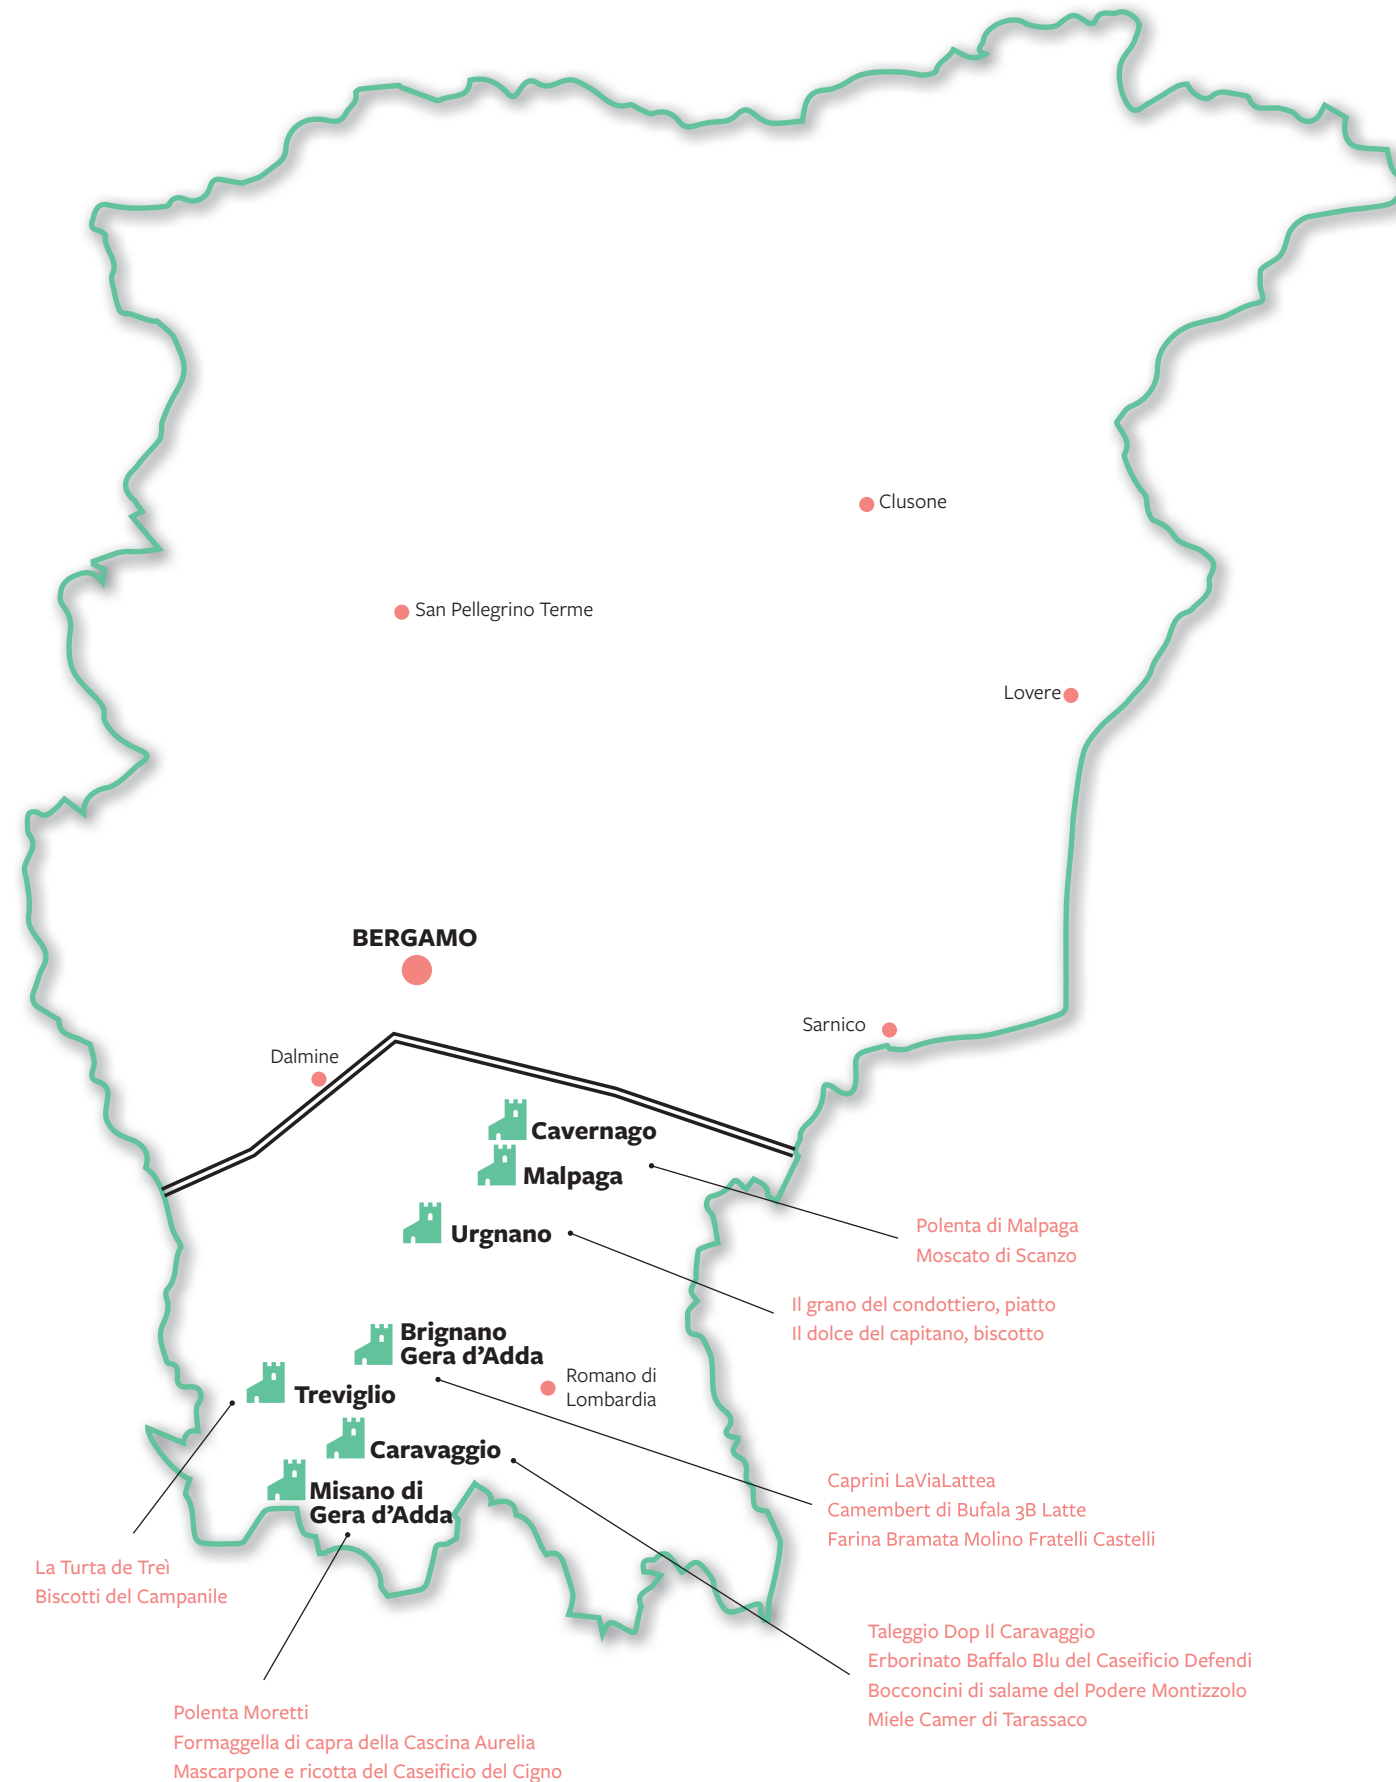 Clusone
San Pellegrino Terme
Lovere
BERGAMO
Sarnico
Dalmine
Cavernago
Malpaga
Polenta di Malpaga
Moscato di Scanzo
Urgnano
Il grano del condottiero, piatto
Il dolce del capitano, biscotto
Brignano
Gera d'Adda
Romano di
Lombardia
Treviglio
Caravaggio
Misano di
Gera d'Adda
Caprini LaViaLattea
Camembert di Bufala 3B Latte
Farina Bramata Molino Fratelli Castelli
La Turta de Treì
Biscotti del Campanile
Taleggio Dop Il Caravaggio
Erborinato Baffalo Blu del Caseificio Defendi
Bocconcini di salame del Podere Montizzolo
Miele Camer di Tarassaco
Polenta Moretti
Formaggella di capra della Cascina Aurelia
Mascarpone e ricotta del Caseificio del Cigno